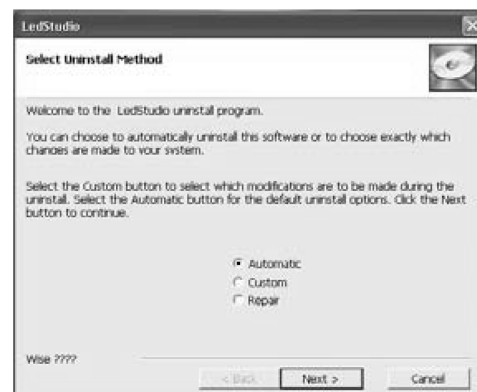 LedStudio
Select Uninstall Method
Welcome to the LedStudio uninstall program.
You can choose to automatically uninstall this software or to choose exactly which
changes are made to your system.
Select the Custom button to select which modifications are to be made during the
uninstall. Select the Automatic button for the default uninstall options. Click the Next
button to continue.
Automatic
Custom
Repair
Wise ????
< Back
Next >
Cancel